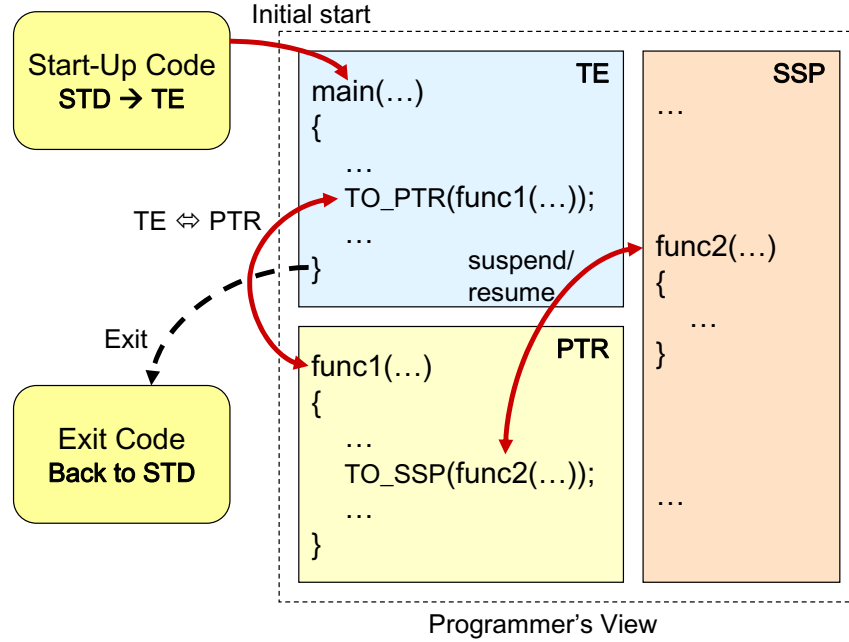 Initial start
Start-Up Code
STD → TE
TE
main(…)
{
…
TO_PTR(func1(…));
…
}
TE ⇔ PTR
suspend/
resume
Exit
SSP
…
func2(…)
{
…
}
…
PTR
func1(…)
{
…
TO_SSP(func2(…));
…
}
Exit Code
Back to STD
Programmer's View